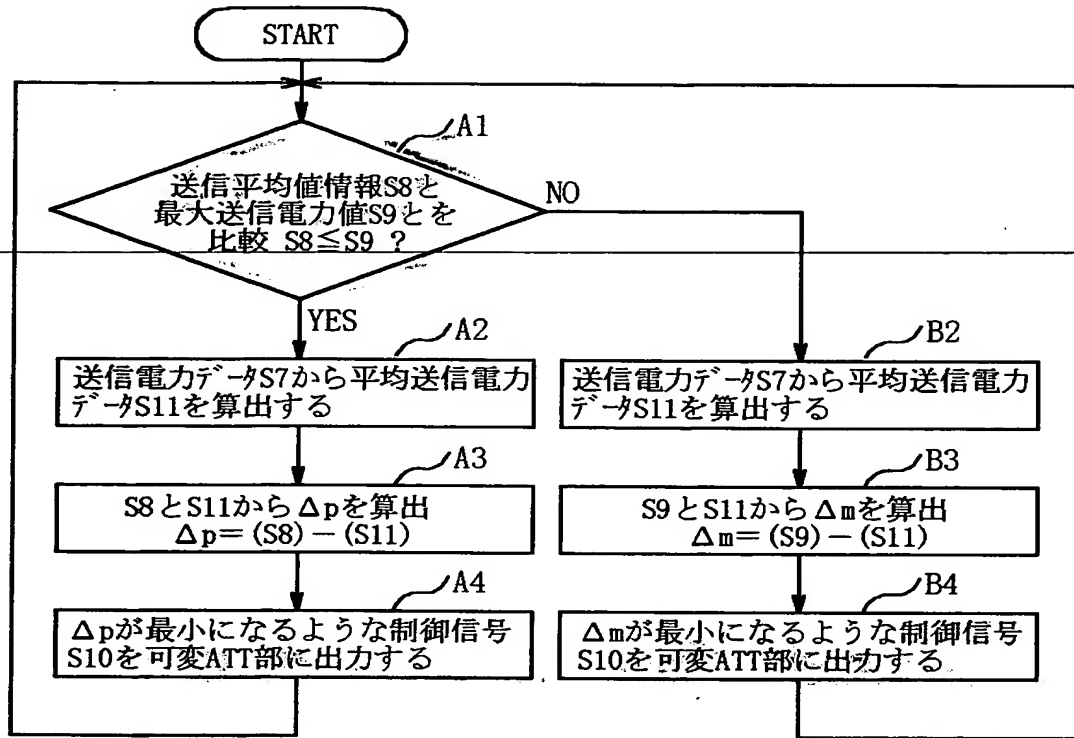 START
A1
送信平均値情報S8と
最大送信電力値S9とを
比較 S8≦S9 ?
NO
YES
A2
送信電力データS7から平均送信電力
データS11を算出する
A3
S8とS11からΔpを算出
Δp=(S8)-(S11)
A4
Δpが最小になるような制御信号
S10を可変ATT部に出力する
B2
送信電力データS7から平均送信電力
データS11を算出する
B3
S9とS11からΔmを算出
Δm=(S9)-(S11)
B4
Δmが最小になるような制御信号
S10を可変ATT部に出力する